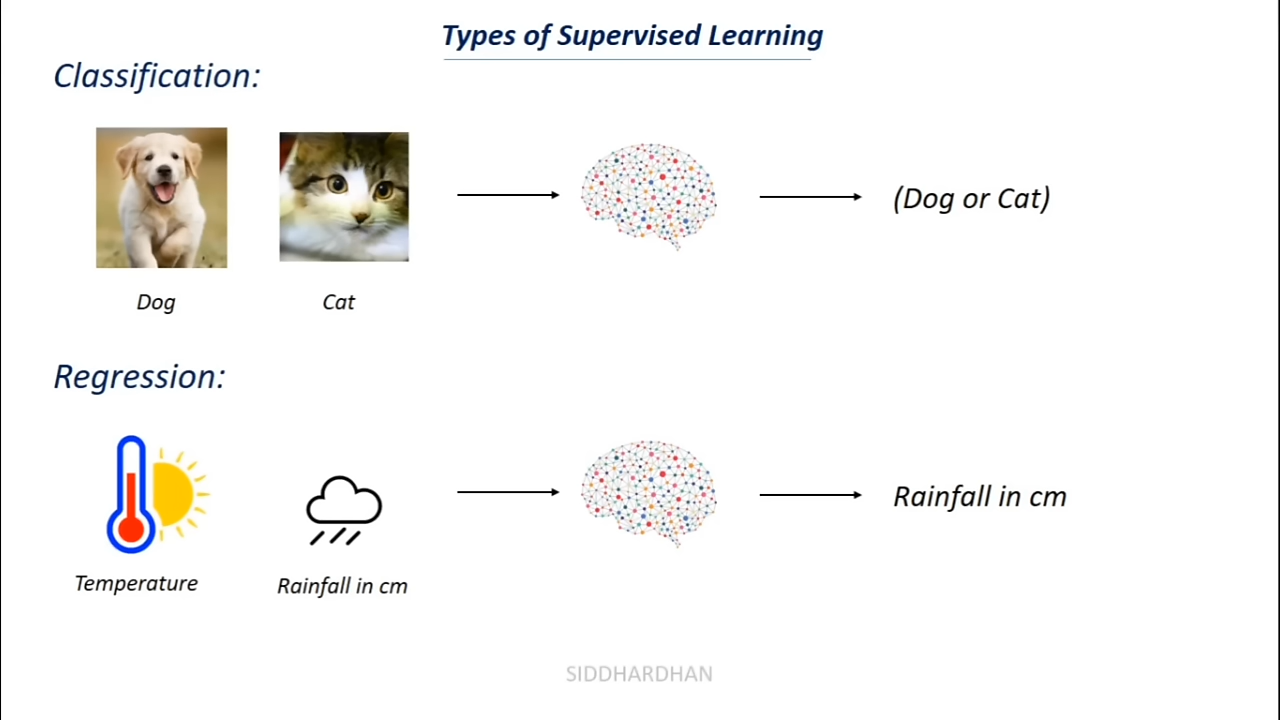 Types of Supervised Learning
Classification:
(Dog or Cat)
Dog
Cat
Regression:
Rainfall in cm
Temperature
Rainfall in cm
SIDDHARDHAN